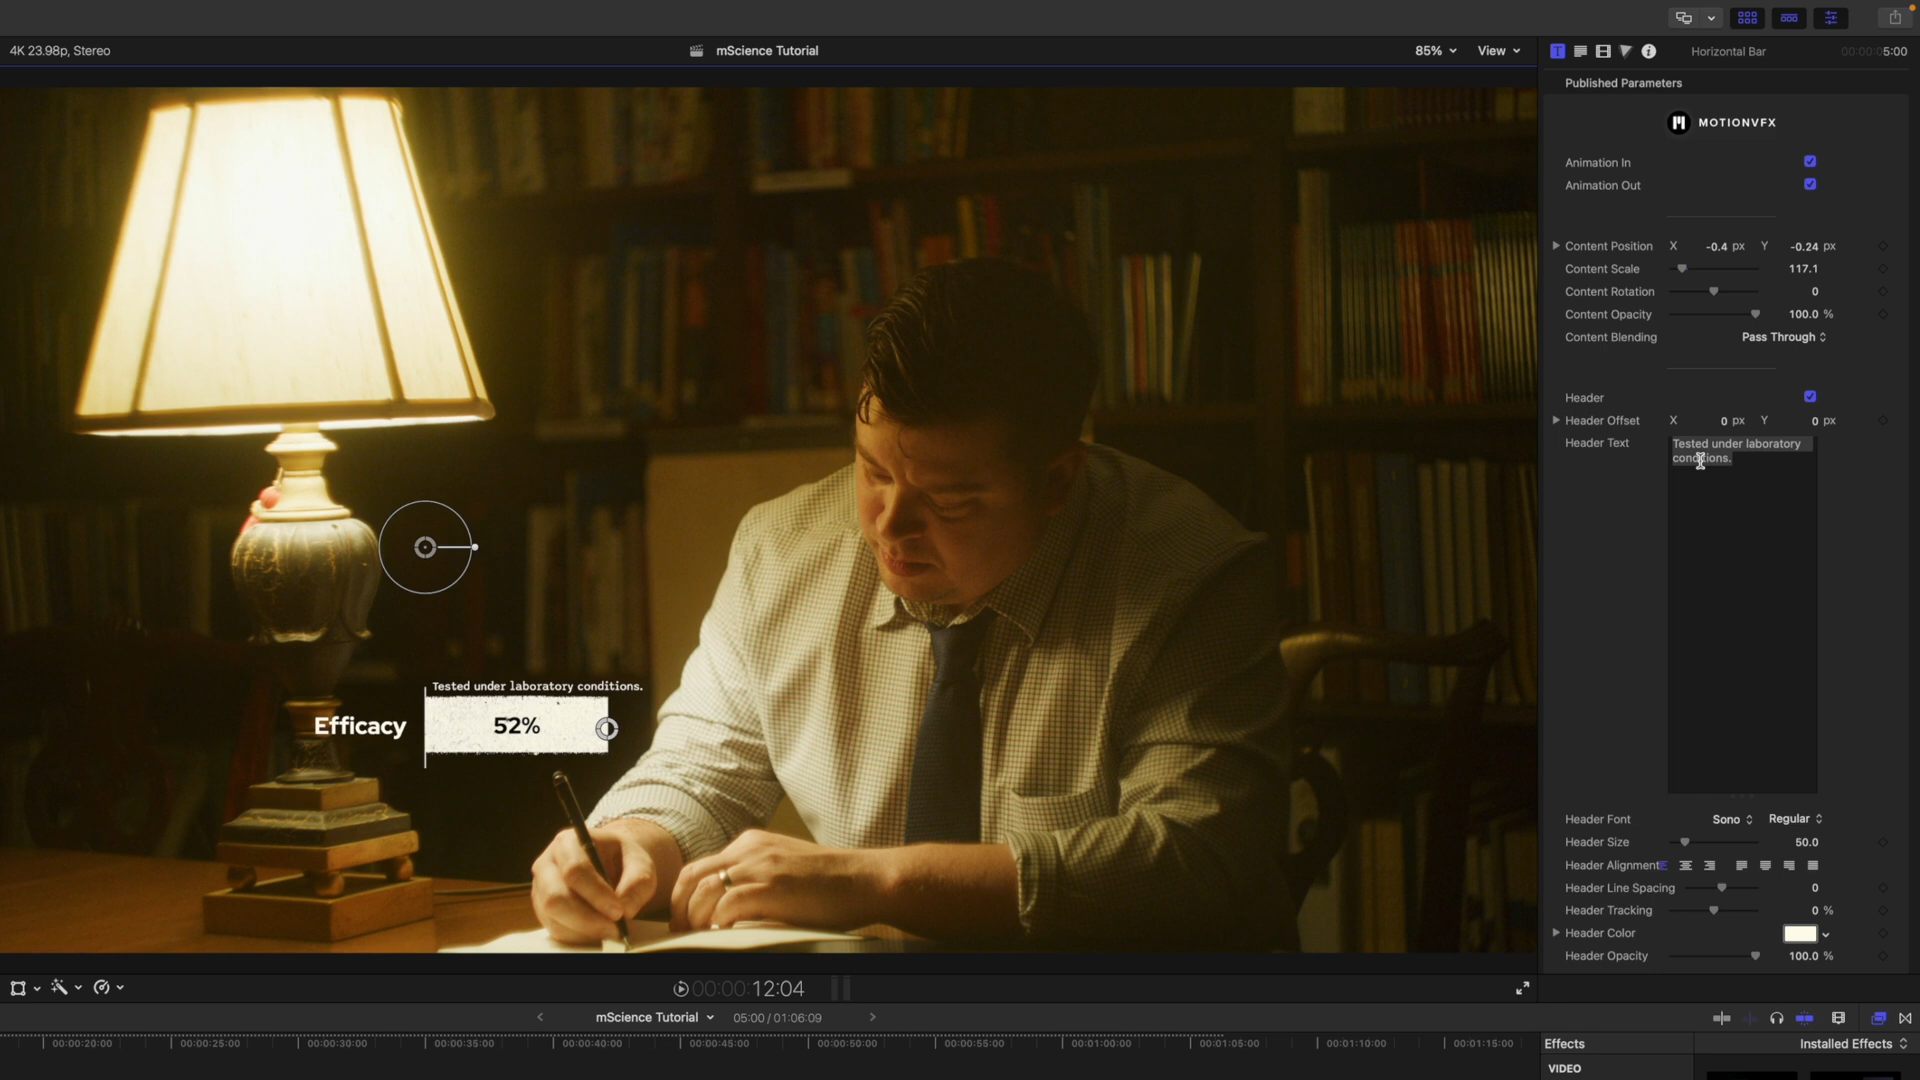 4K 23.98p, Stereo
mScience Tutorial
85%
View
Horizontal Bar
00:00:05:00
Published Parameters
MOTIONVFX
Animation In
Animation Out
Content Position X -0.4 px Y -0.24 px
Content Scale 117.1
Content Rotation 0
Content Opacity 100.0 %
Content Blending Pass Through
Header
Header Offset X 0 px Y 0 px
Header Text Tested under laboratory
conditions.
Header Font Sono Regular
Header Size 50.0
Header Alignment
Header Line Spacing 0
Header Tracking 0 %
Header Color
Header Opacity 100.0 %
Tested under laboratory conditions.
Efficacy
52%
00:00:12:04
mScience Tutorial
05:00 / 01:06:09
00:00:20:00 00:00:25:00 00:00:30:00 00:00:35:00 00:00:40:00 00:00:45:00 00:00:50:00 00:00:55:00 00:01:00:00 00:01:05:00 00:01:10:00 00:01:15:00
Effects
Installed Effects
VIDEO